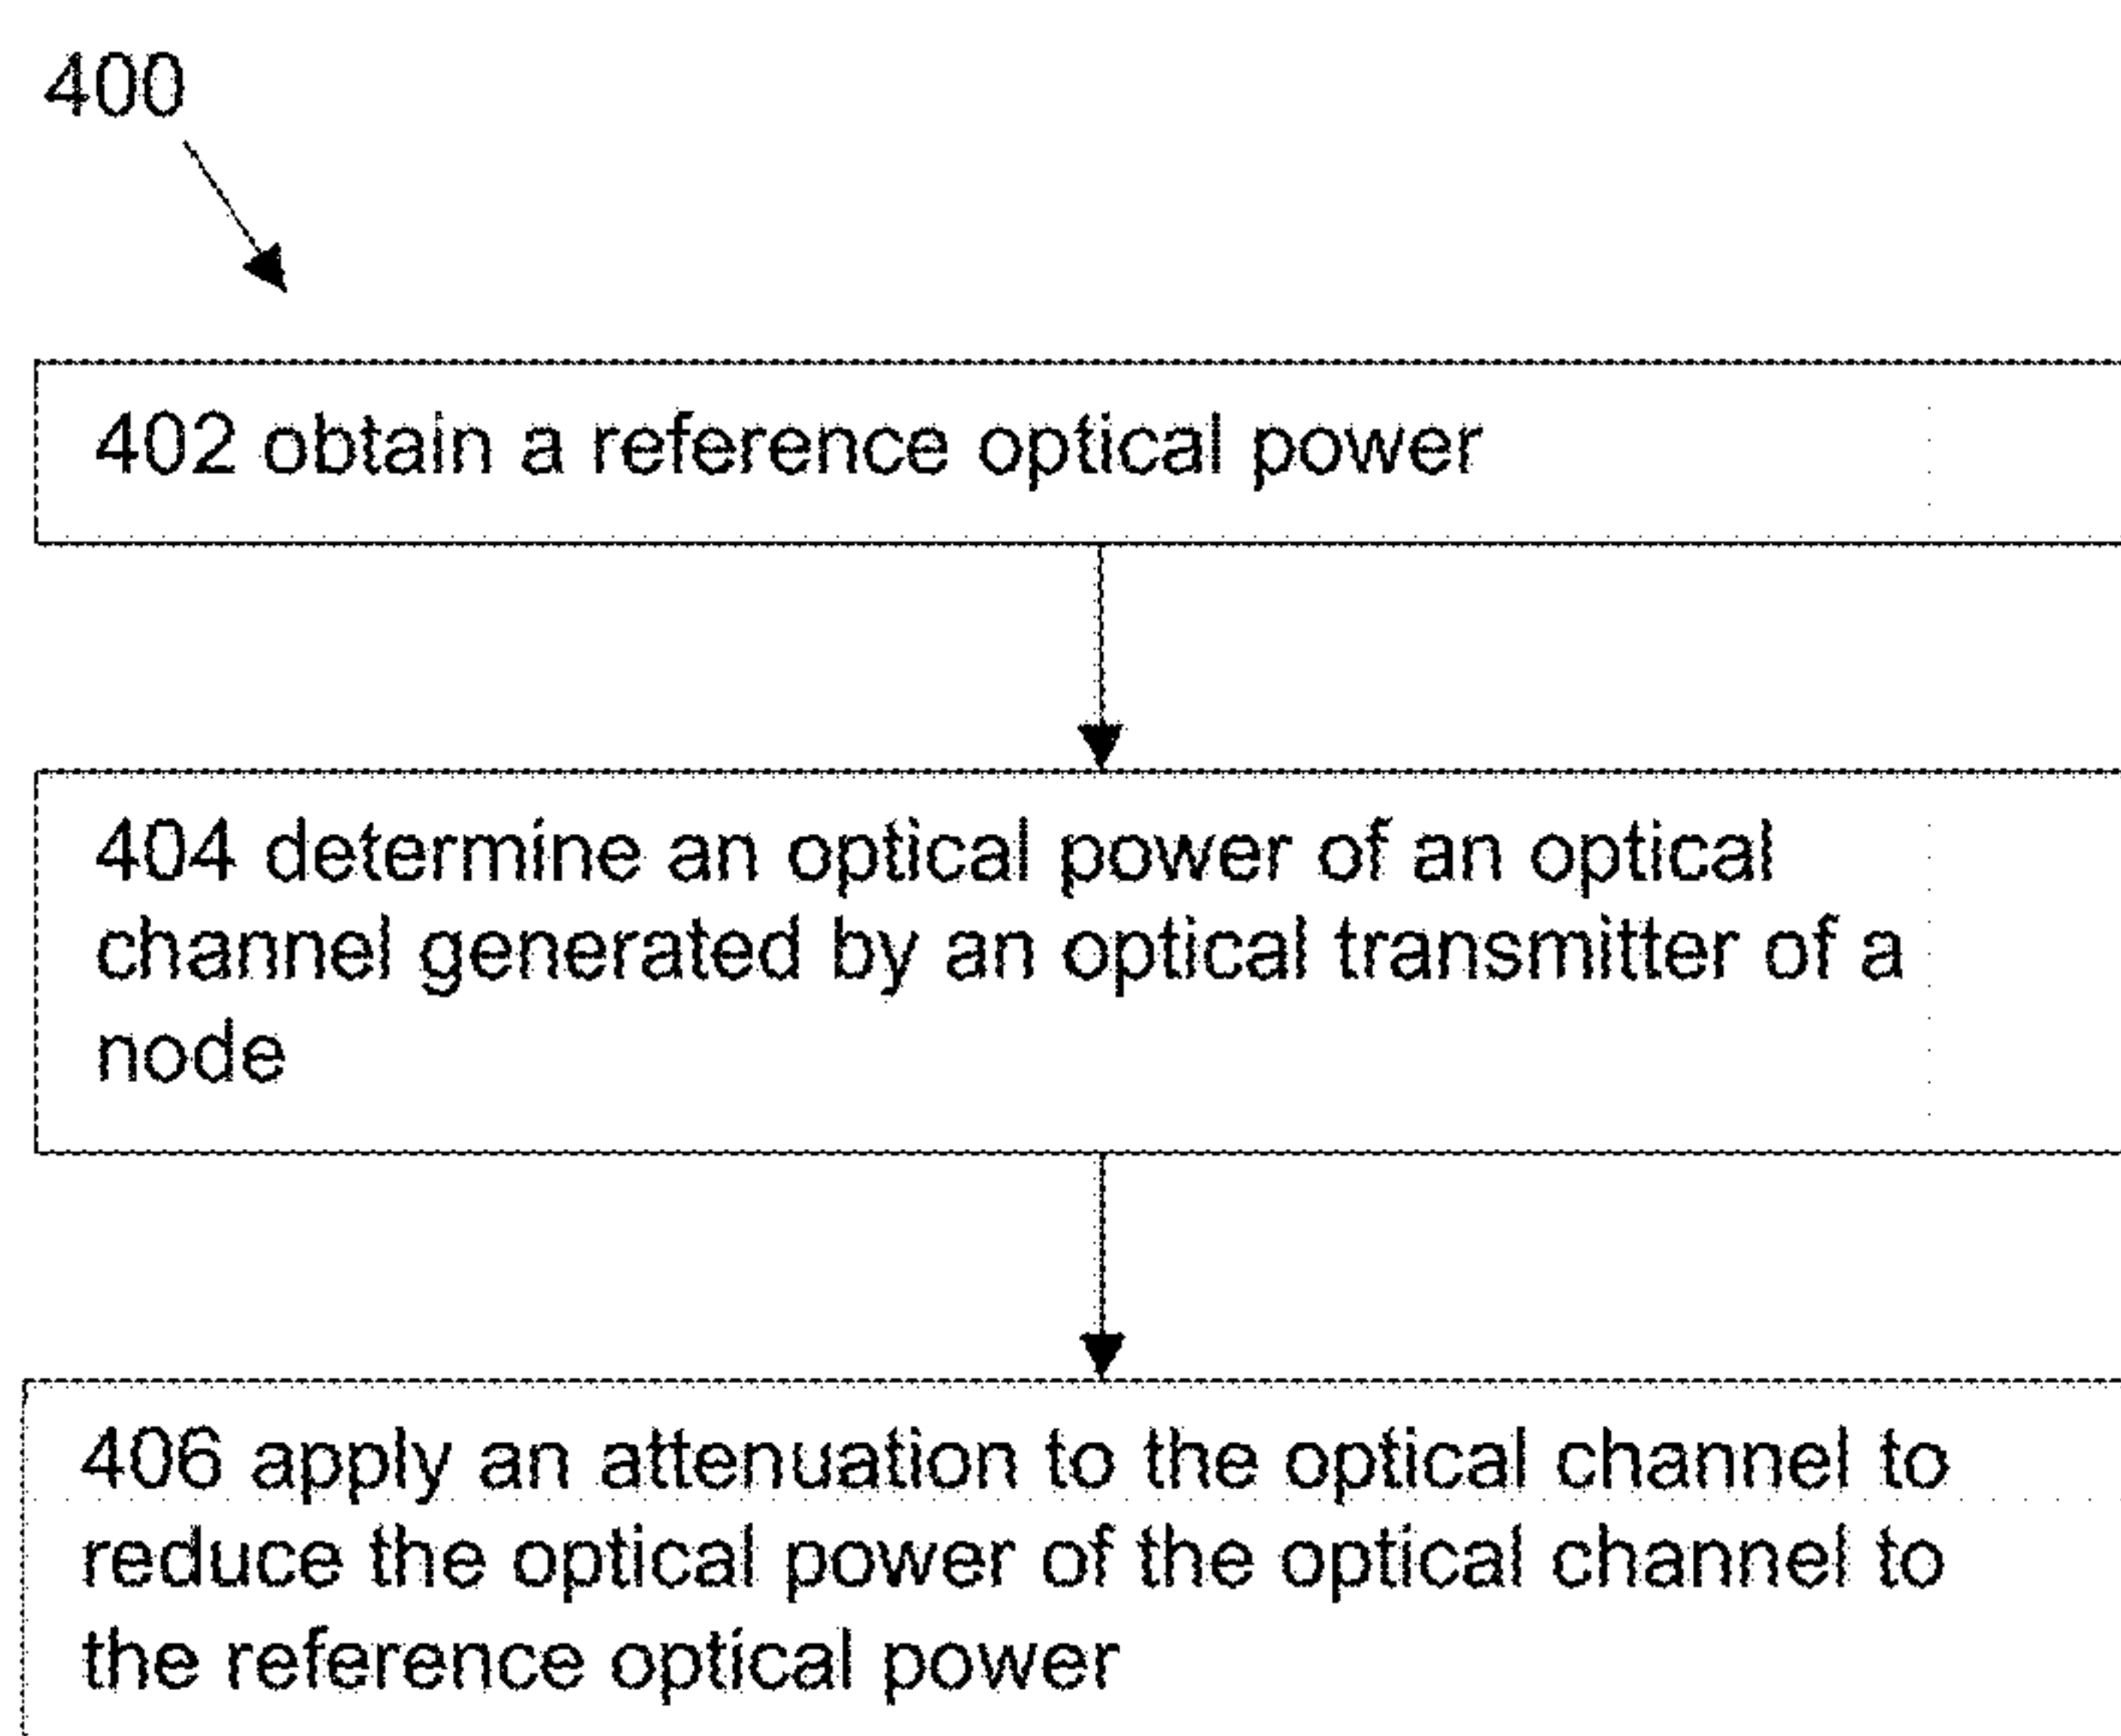 400
402 obtain a reference optical power
404 determine an optical power of an optical
channel generated by an optical transmitter of a
node
406 apply an attenuation to the optical channel to
reduce the optical power of the optical channel to
the reference optical power